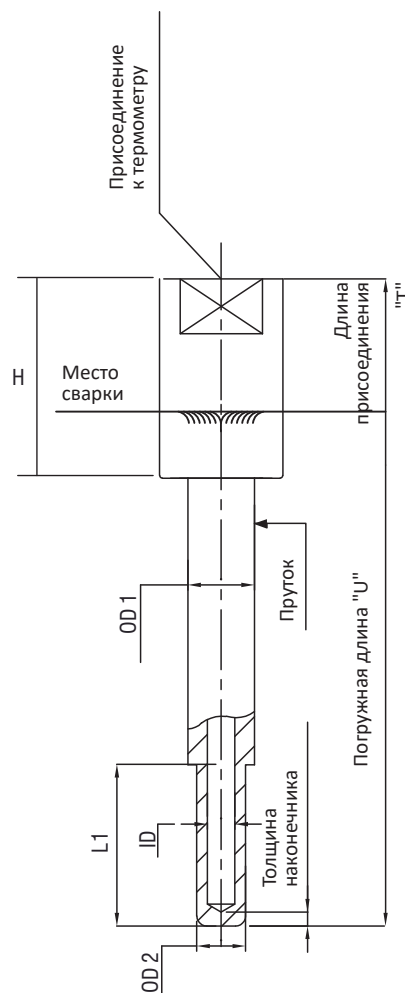 Присоединение
к термометру
"T"
Длина
присоединения
H
Место
сварки
OD 1
Пруток
Погружная длина "U"
L1
ID
Толщина
наконечника
OD 2